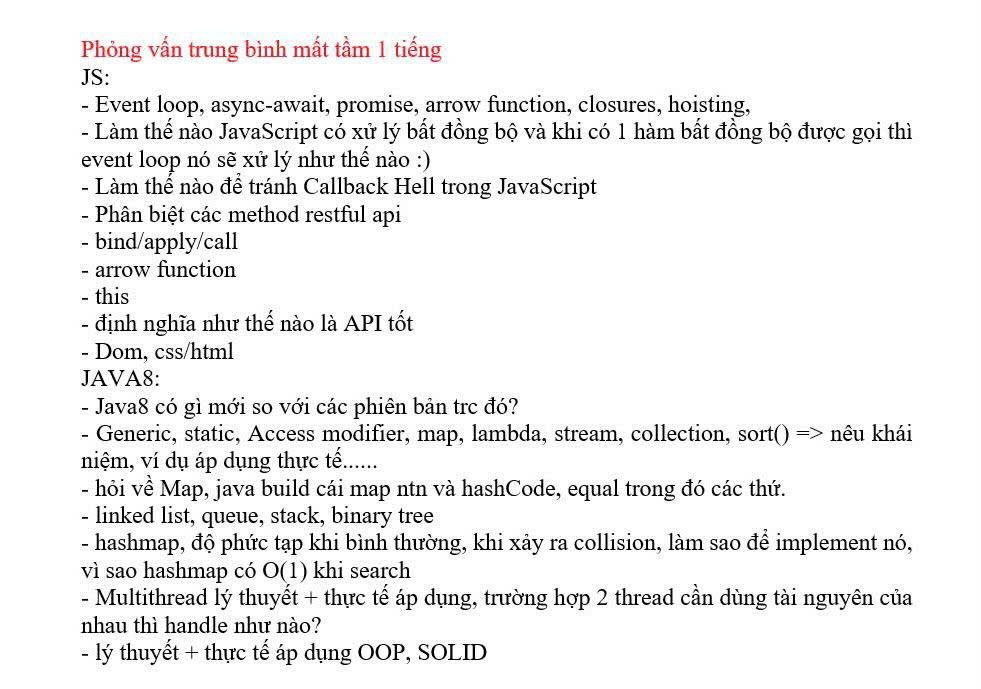 Phỏng vấn trung bình mất tầm 1 tiếng
JS:
- Event loop, async-await, promise, arrow function, closures, hoisting,
- Làm thế nào JavaScript có xử lý bất đồng bộ và khi có 1 hàm bất đồng bộ được gọi thì
event loop nó sẽ xử lý như thế nào :)
- Làm thế nào để tránh Callback Hell trong JavaScript
- Phân biệt các method restful api
- bind/apply/call
- arrow function
- this
- định nghĩa như thế nào là API tốt
- Dom, css/html
JAVA8:
- Java8 có gì mới so với các phiên bản trc đó?
- Generic, static, Access modifier, map, lambda, stream, collection, sort() => nêu khái
niệm, ví dụ áp dụng thực tế......
- hỏi về Map, java build cái map ntn và hashCode, equal trong đó các thứ.
- linked list, queue, stack, binary tree
- hashmap, độ phức tạp khi bình thường, khi xảy ra collision, làm sao để implement nó,
vì sao hashmap có O(1) khi search
- Multithread lý thuyết + thực tế áp dụng, trường hợp 2 thread cần dùng tài nguyên của
nhau thì handle như nào?
- lý thuyết + thực tế áp dụng OOP, SOLID